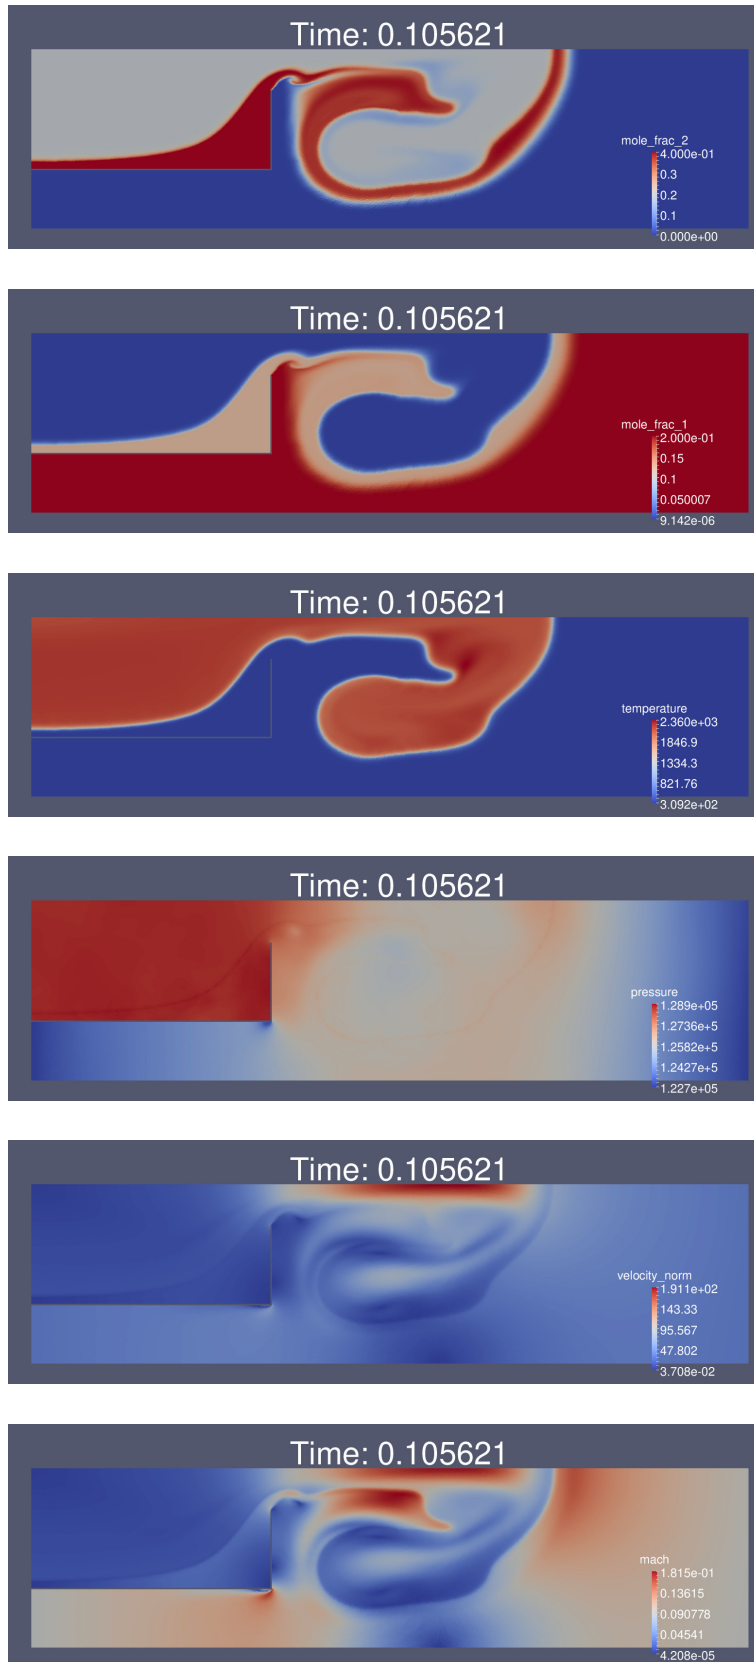 Time: 0.105621
mole_frac_2
4.000e-01
0.3
0.2
0.1
0.000e+00
Time: 0.105621
mole_frac_1
2.000e-01
0.15
0.1
0.050007
9.142e-06
Time: 0.105621
temperature
2.360e+03
1846.9
1334.3
821.76
3.092e+02
Time: 0.105621
pressure
1.289e+05
1.2736e+5
1.2582e+5
1.2427e+5
1.227e+05
Time: 0.105621
velocity_norm
1.911e+02
143.33
95.567
47.802
3.708e-02
Time: 0.105621
mach
1.815e-01
0.13615
0.090778
0.04541
4.208e-05